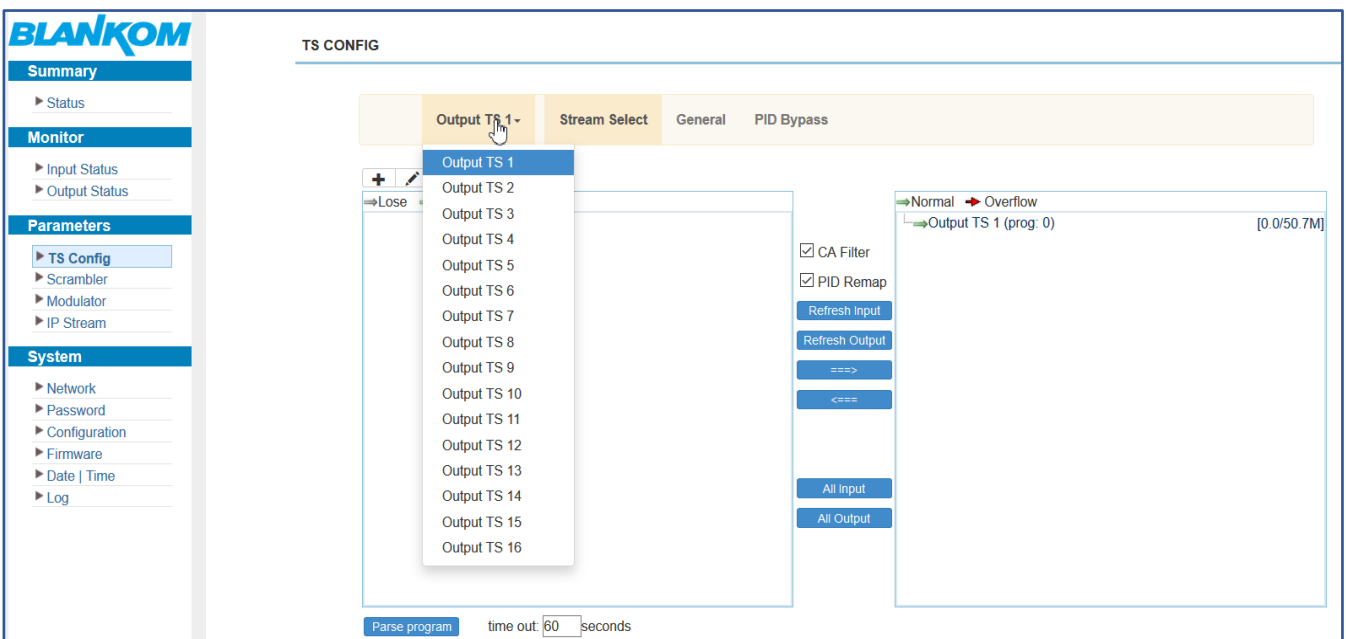 BLANKOM
Summary
Status
Monitor
Input Status
Output Status
Parameters
TS Config
Scrambler
Modulator
IP Stream
System
Network
Password
Configuration
Firmware
Date | Time
Log
TS CONFIG
Output TS 1
Stream Select
General
PID Bypass
Output TS 1
Output TS 2
Output TS 3
Output TS 4
Output TS 5
Output TS 6
Output TS 7
Output TS 8
Output TS 9
Output TS 10
Output TS 11
Output TS 12
Output TS 13
Output TS 14
Output TS 15
Output TS 16
Lose
CA Filter
PID Remap
Refresh Input
Refresh Output
===>
<===
All Input
All Output
Normal Overflow
Output TS 1 (prog: 0) [0.0/50.7M]
Parse program time out: 60 seconds